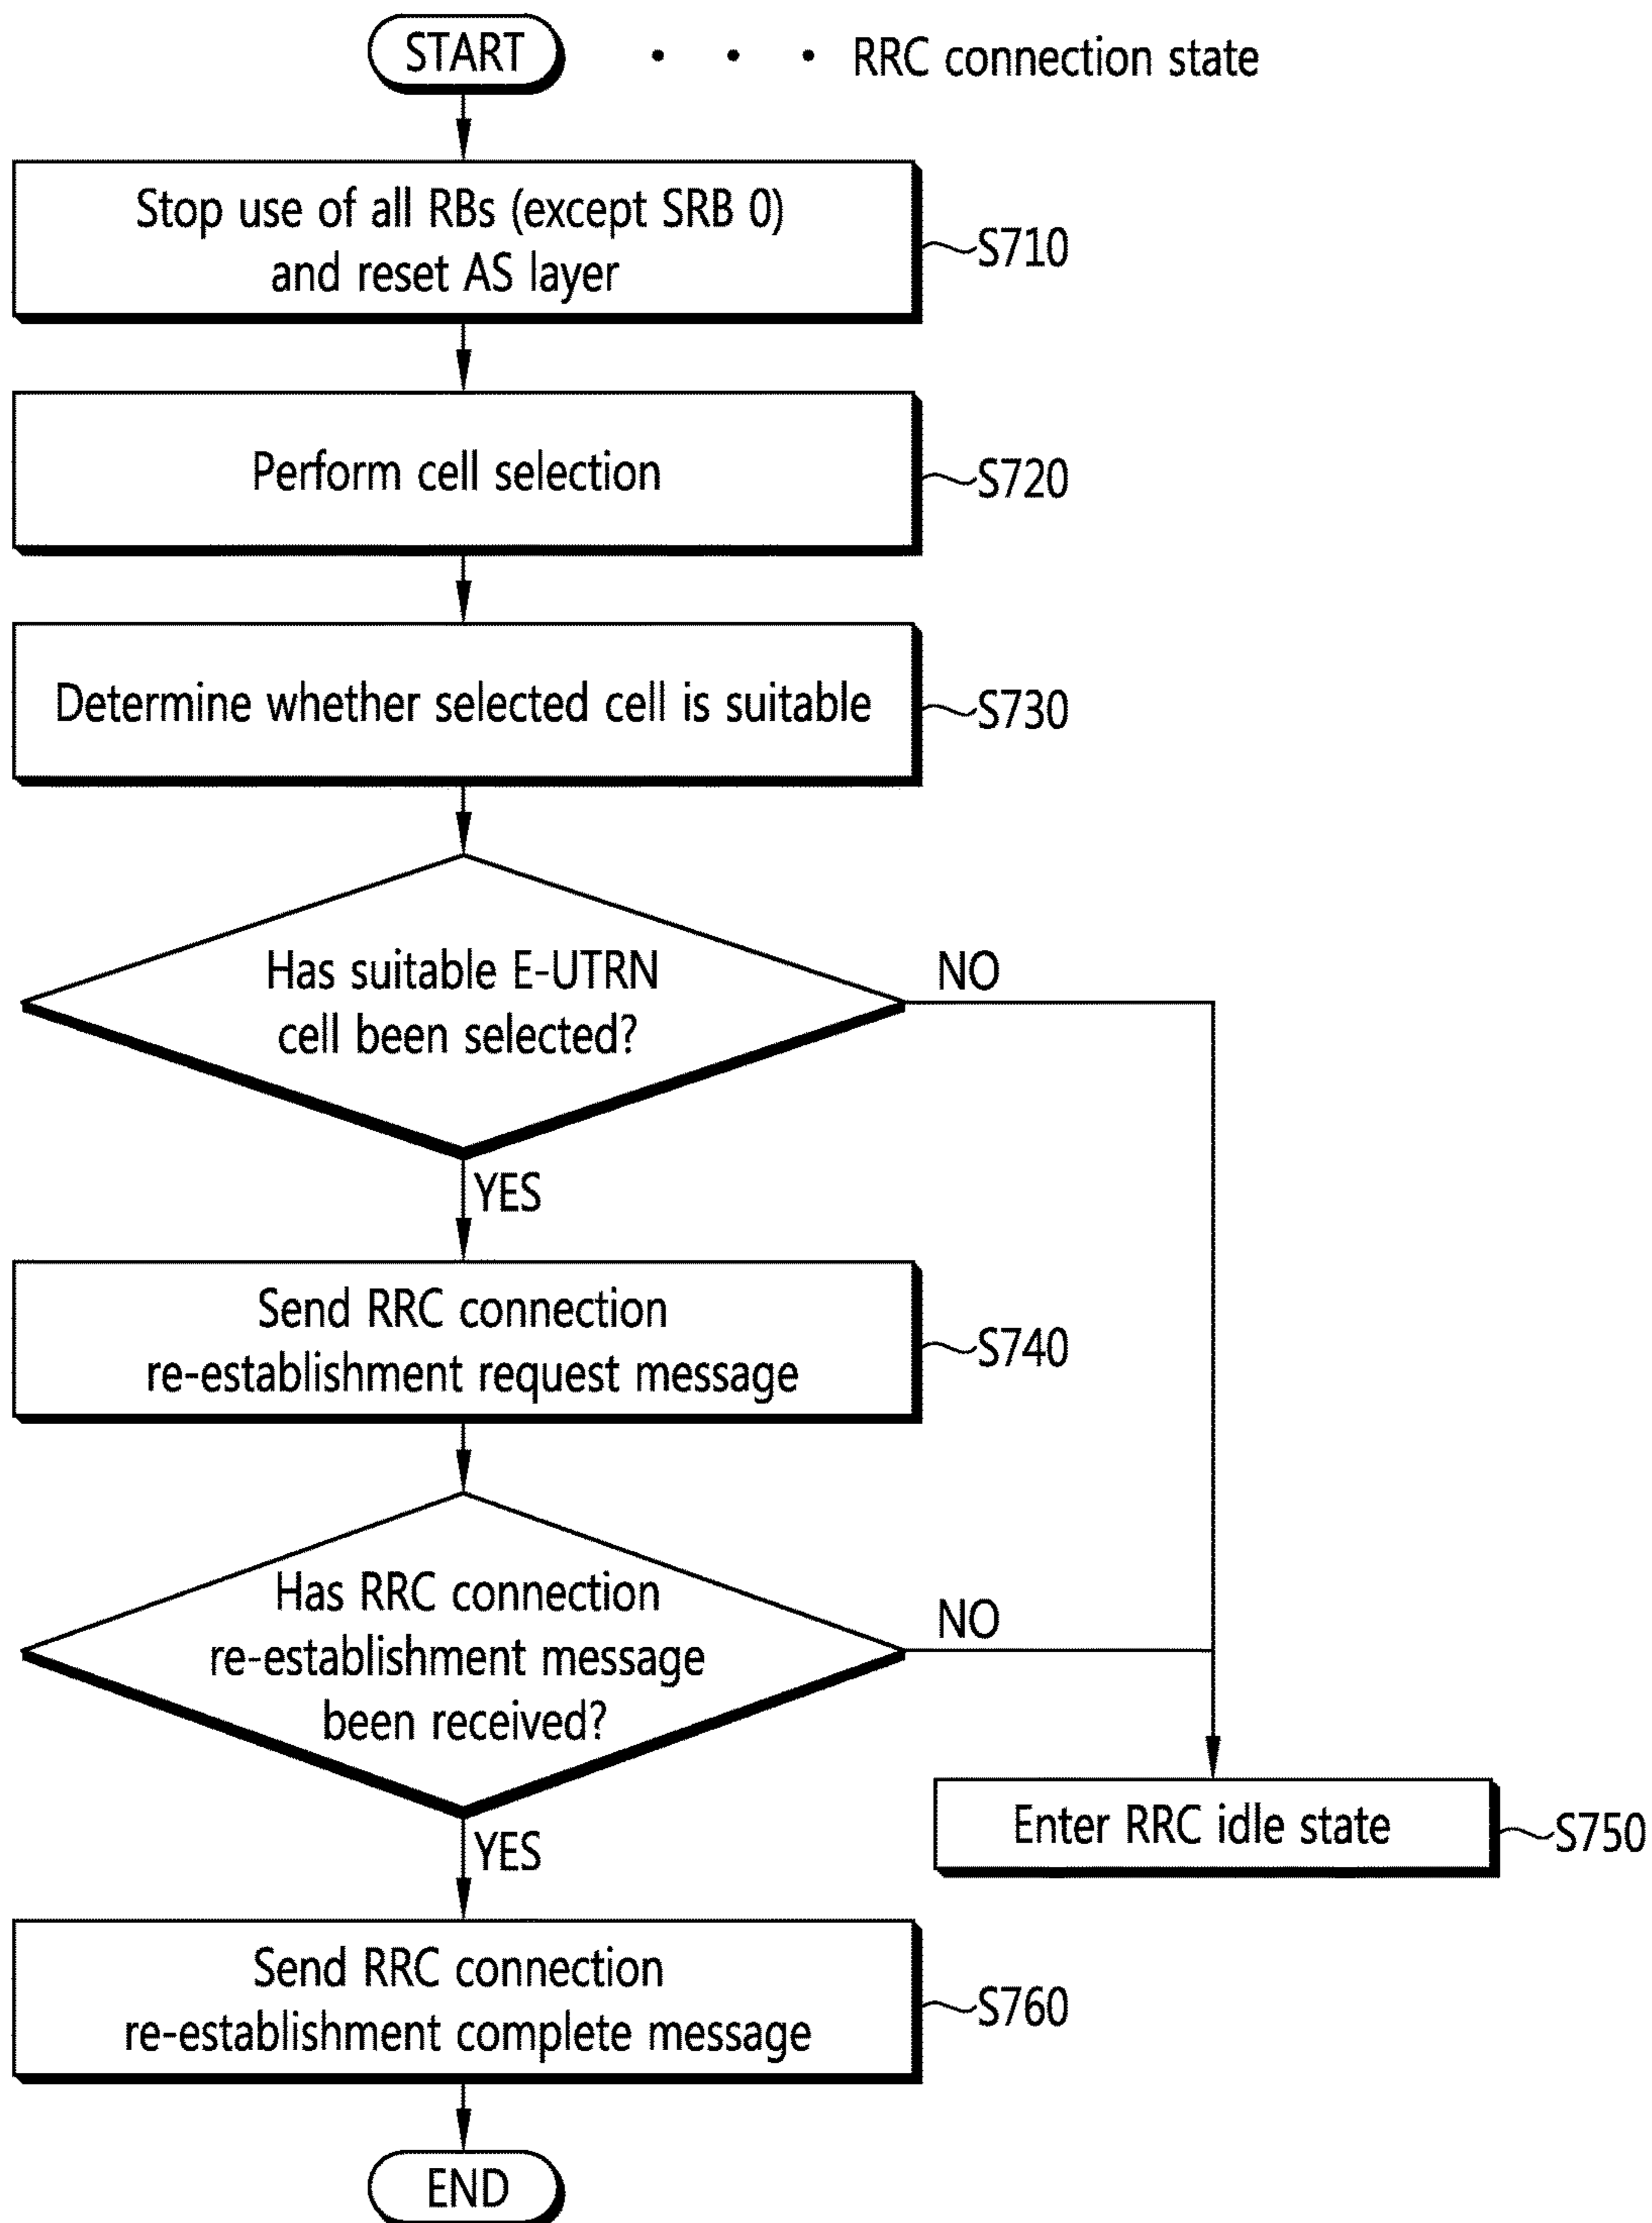 START
• • • RRC connection state
Stop use of all RBs (except SRB 0)
and reset AS layer
S710
Perform cell selection
S720
Determine whether selected cell is suitable
S730
Has suitable E-UTRN
cell been selected?
NO
YES
Send RRC connection
re-establishment request message
S740
Has RRC connection
re-establishment message
been received?
NO
YES
Enter RRC idle state
S750
Send RRC connection
re-establishment complete message
S760
END